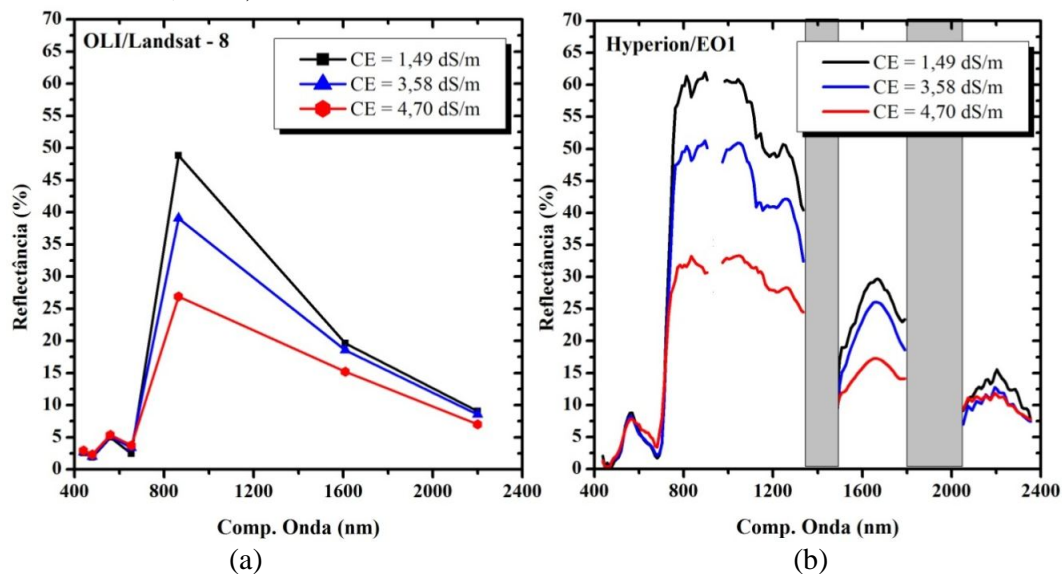 OLI/Landsat - 8
CE = 1,49 dS/m
CE = 3,58 dS/m
CE = 4,70 dS/m
Reflectância (%)
70
65
60
55
50
45
40
35
30
25
20
15
10
5
0
400 800 1200 1600 2000 2400
Comp. Onda (nm)
(a)
Hyperion/EO1
CE = 1,49 dS/m
CE = 3,58 dS/m
CE = 4,70 dS/m
Reflectância (%)
70
65
60
55
50
45
40
35
30
25
20
15
10
5
0
400 800 1200 1600 2000 2400
Comp. Onda (nm)
(b)